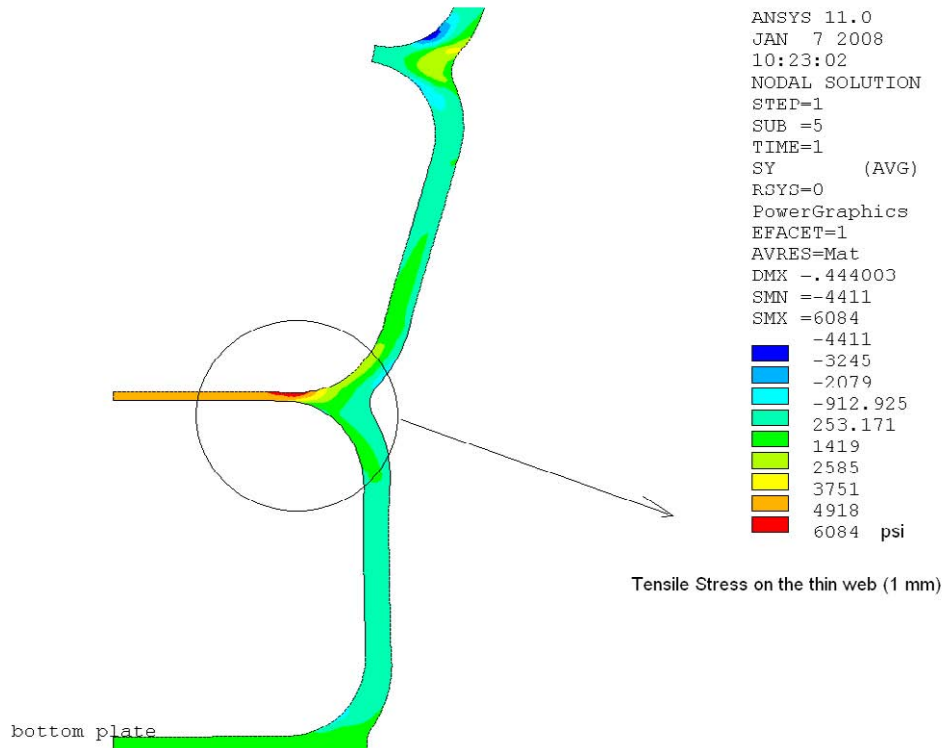 ANSYS 11.0
JAN 7 2008
10:23:02
NODAL SOLUTION
STEP=1
SUB =5
TIME=1
SY (AVG)
RSYS=0
PowerGraphics
EFACET=1
AVRES=Mat
DMX =.444003
SMN =-4411
SMX =6084
-4411
-3245
-2079
-912.925
253.171
1419
2585
3751
4918
6084 psi
Tensile Stress on the thin web (1 mm)
bottom plate